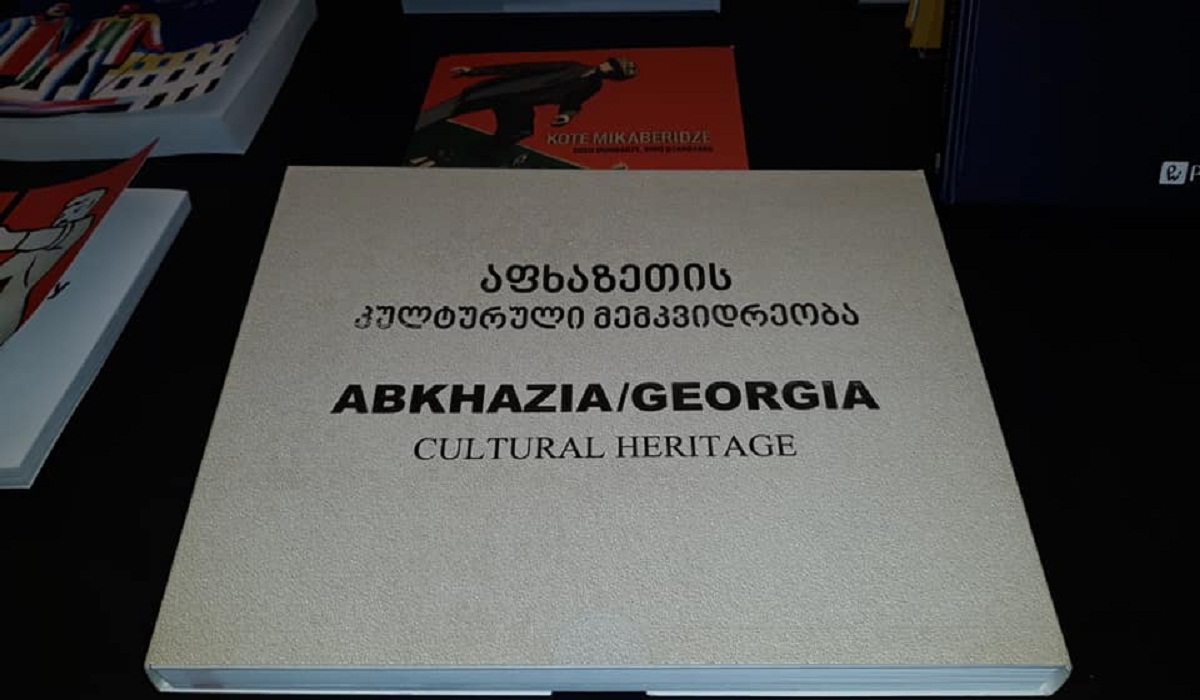 KOTE MIKABERIDZE
აფხაზეთის
კულტურული მემკვიდრეობა
ABKHAZIA/GEORGIA
CULTURAL HERITAGE